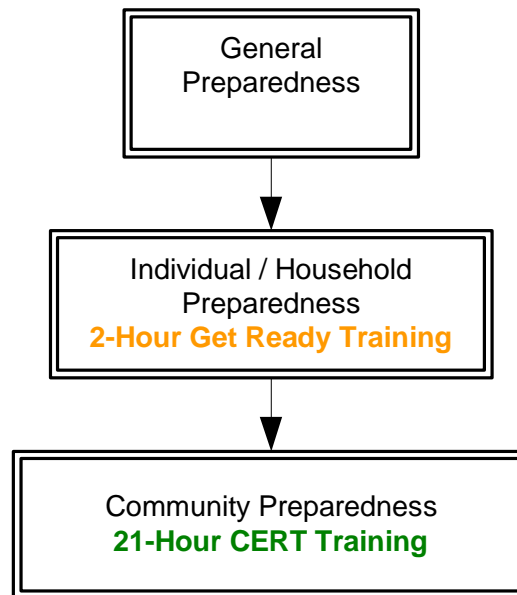 General
Preparedness
Individual / Household
Preparedness
2-Hour Get Ready Training
Community Preparedness
21-Hour CERT Training